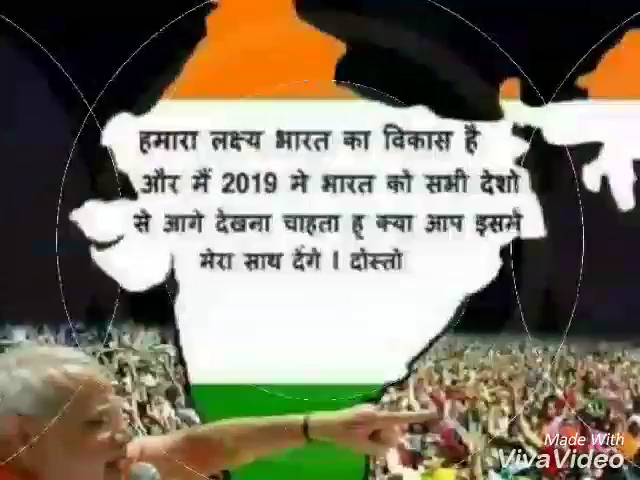 हमारा लक्ष्य भारत का विकास है
और मैं 2019 मे भारत को सभी देशो
से आगे देखना चाहता हू क्या आप इसमें
मेरा साथ देंगे । दोस्तो
Made With
VivaVideo